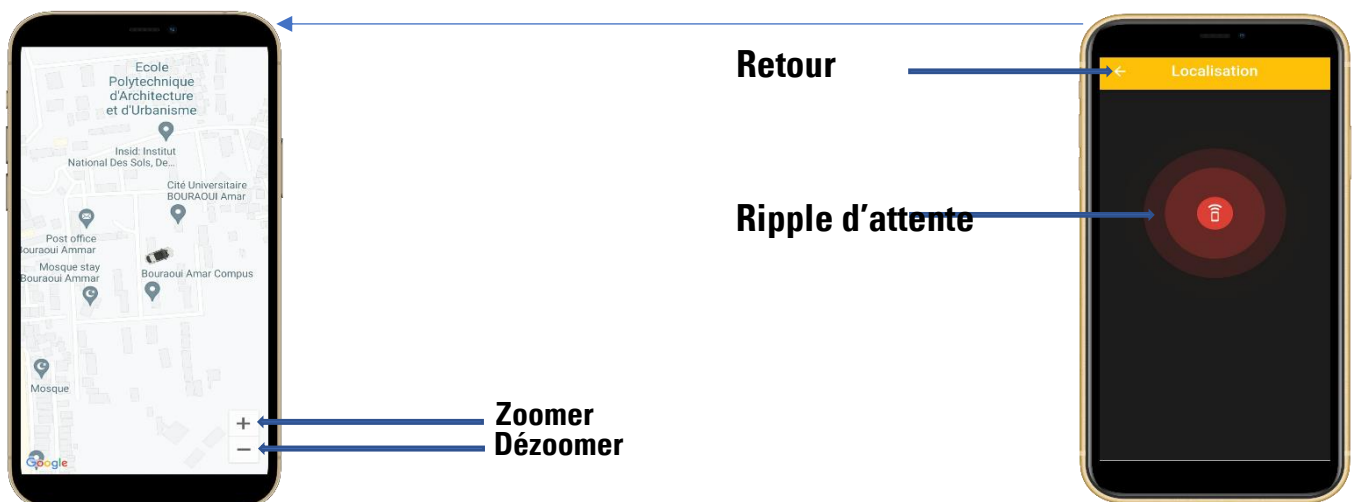 Ecole
Polytechnique
d'Architecture
et d'Urbanisme
Insid: Institut
National Des Sols, De...
Cité Universitaire
BOURAOUI Amar
Post office
Bouraoui Ammar
Mosque stay
Bouraoui Ammar
Bouraoui Amar Compus
Mosque
Google
+
−
Zoomer
Dézoomer
Retour
Ripple d'attente
Localisation